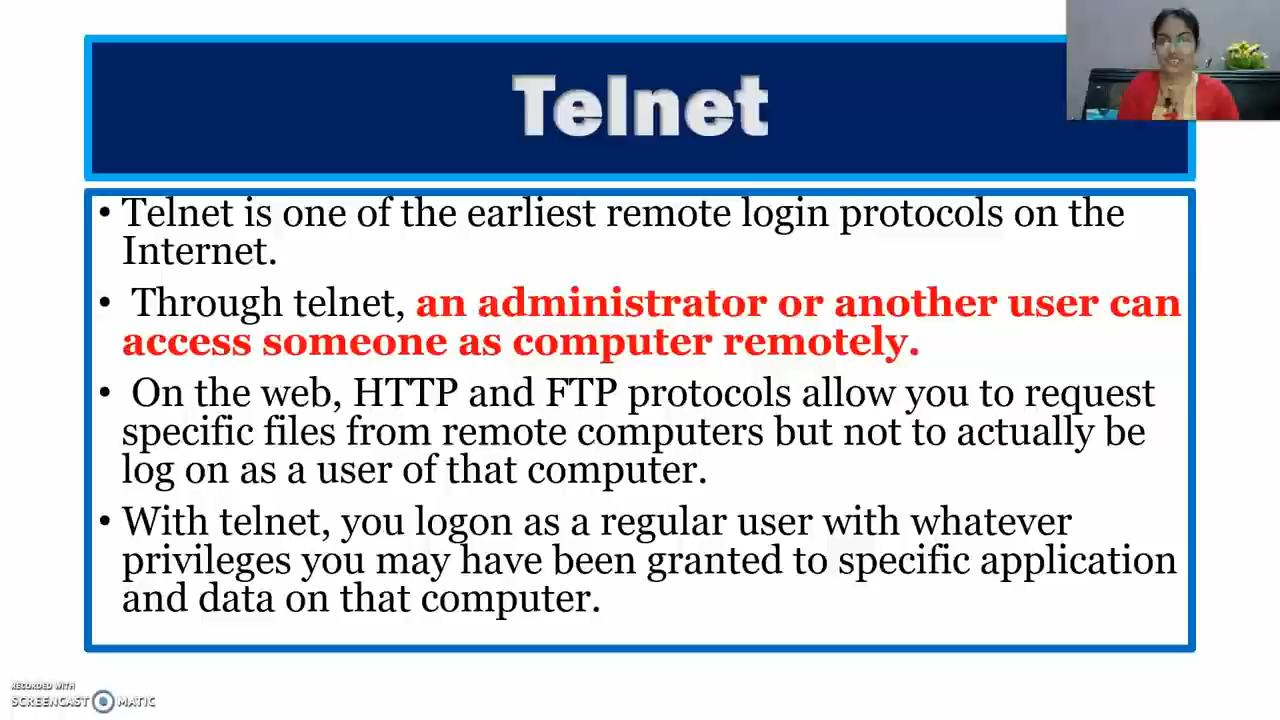 Telnet
• Telnet is one of the earliest remote login protocols on the
Internet.
• Through telnet, an administrator or another user can
access someone as computer remotely.
• On the web, HTTP and FTP protocols allow you to request
specific files from remote computers but not to actually be
log on as a user of that computer.
• With telnet, you logon as a regular user with whatever
privileges you may have been granted to specific application
and data on that computer.
RECORDED WITH
SCREENCAST MATIC